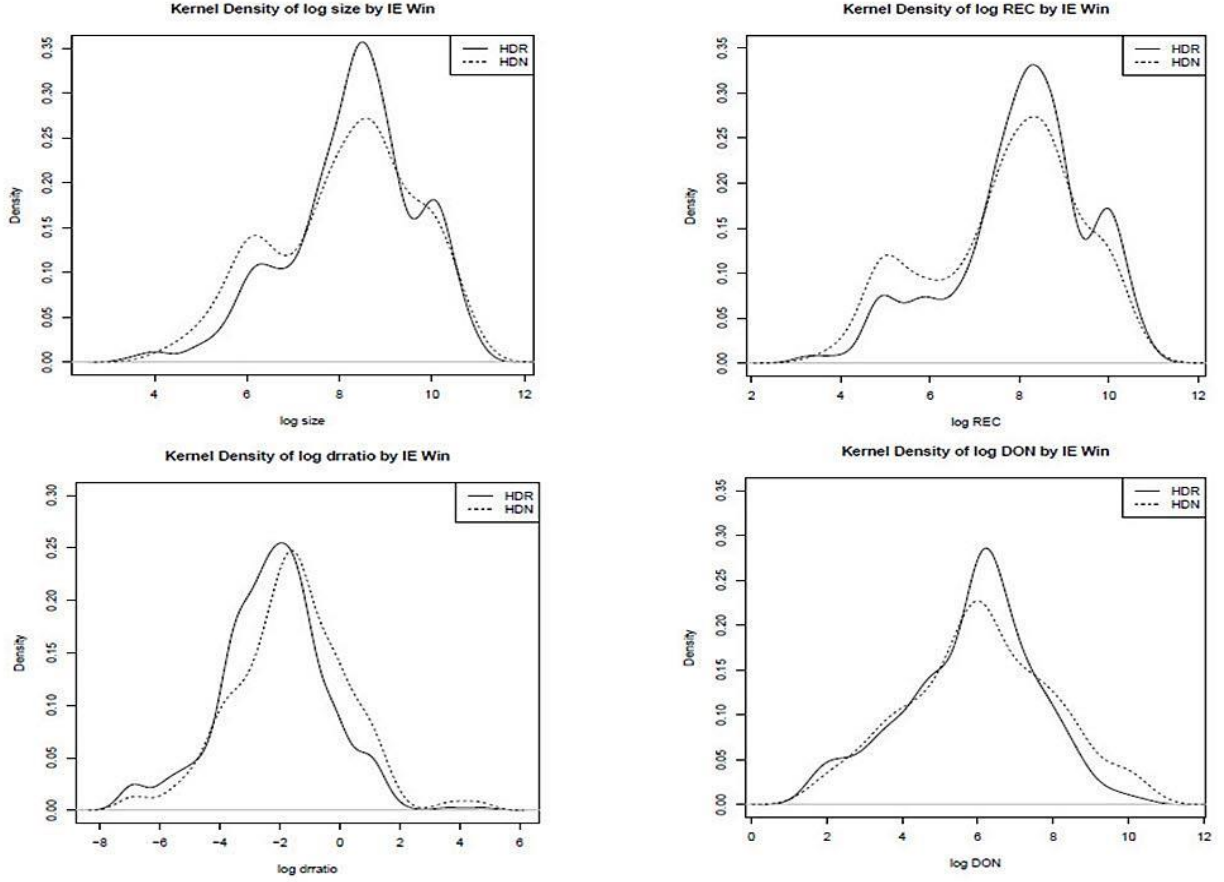 Kernel Density of log size by IE Win
HDR
HDN
Density
0.00 0.05 0.10 0.15 0.20 0.25 0.30 0.35
4 6 8 10 12
log size
Kernel Density of log REC by IE Win
HDR
HDN
Density
0.00 0.05 0.10 0.15 0.20 0.25 0.30 0.35
2 4 6 8 10 12
log REC
Kernel Density of log drratio by IE Win
HDR
HDN
Density
0.00 0.05 0.10 0.15 0.20 0.25 0.30
−8 −6 −4 −2 0 2 4 6
log drratio
Kernel Density of log DON by IE Win
HDR
HDN
Density
0.00 0.05 0.10 0.15 0.20 0.25 0.30 0.35
0 2 4 6 8 10 12
log DON